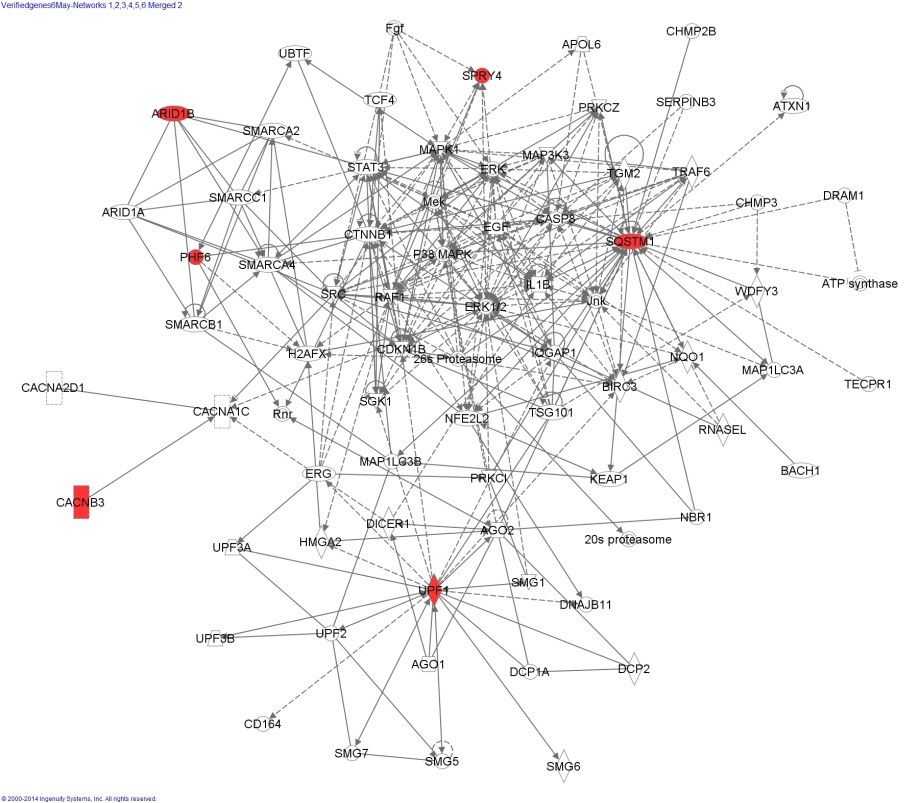 Verifiedgenes6May-Networks 1,2,3,4,5,6 Merged 2
Fgf
CHMP2B
APOL6
UBTF
SPRY4
TCF4
PRKCZ
SERPINB3
ATXN1
ARID1B
SMARCA2
MAPK1
MAP3K3
STAT3
ERK
TGM2
TRAF6
SMARCC1
Mek
CHMP3
DRAM1
ARID1A
CASP8
EGF
CTNNB1
SQSTM1
PHF6
SMARCA4
P38 MAPK
SRC
RAF1
IL1B
Jnk
WDFY3
ATP synthase
ERK1/2
SMARCB1
H2AFX
CDKN1B
26s Proteasome
IQGAP1
NQO1
MAP1LC3A
CACNA2D1
BIRC3
TECPR1
SGK1
CACNA1C
Rnr
NFE2L2
TSG101
RNASEL
MAP1LC3B
BACH1
ERG
PRKCI
KEAP1
CACNB3
DICER1
AGO2
NBR1
HMGA2
20s proteasome
UPF3A
UPF1
SMG1
DNAJB11
UPF3B
UPF2
AGO1
DCP1A
DCP2
CD164
SMG7
SMG5
SMG6
© 2000-2014 Ingenuity Systems, Inc. All rights reserved.